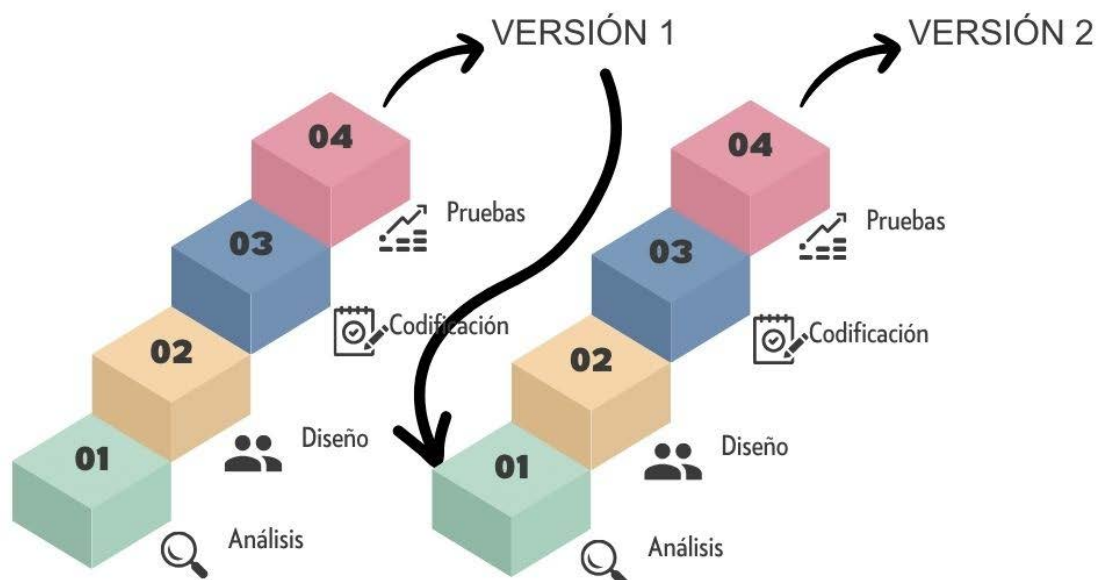 VERSIÓN 1
04
Pruebas
03
Codificación
02
Diseño
01
Análisis
VERSIÓN 2
04
Pruebas
03
Codificación
02
Diseño
01
Análisis